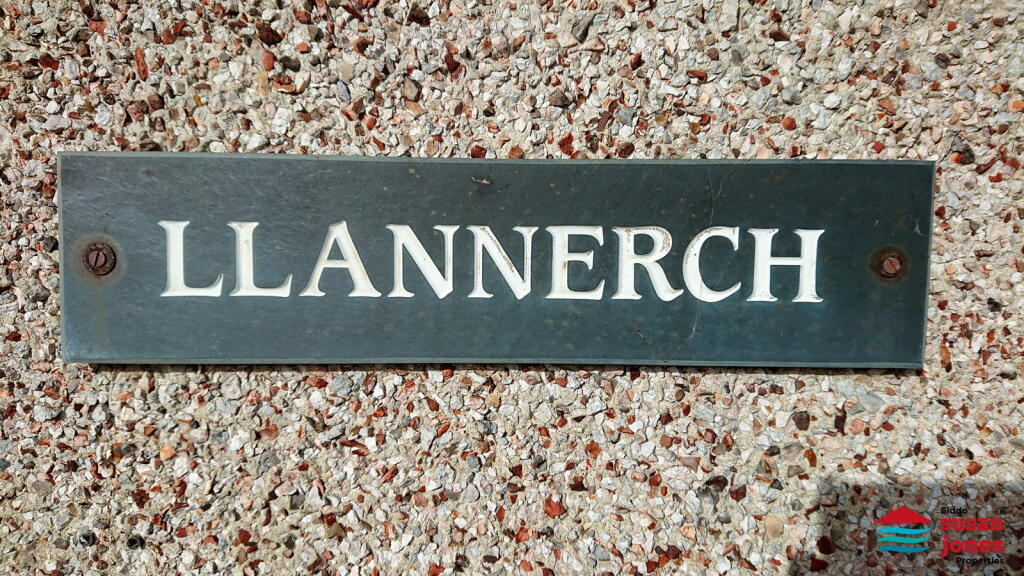 LLANNERCH
Eiddo
susan
jones
Properties